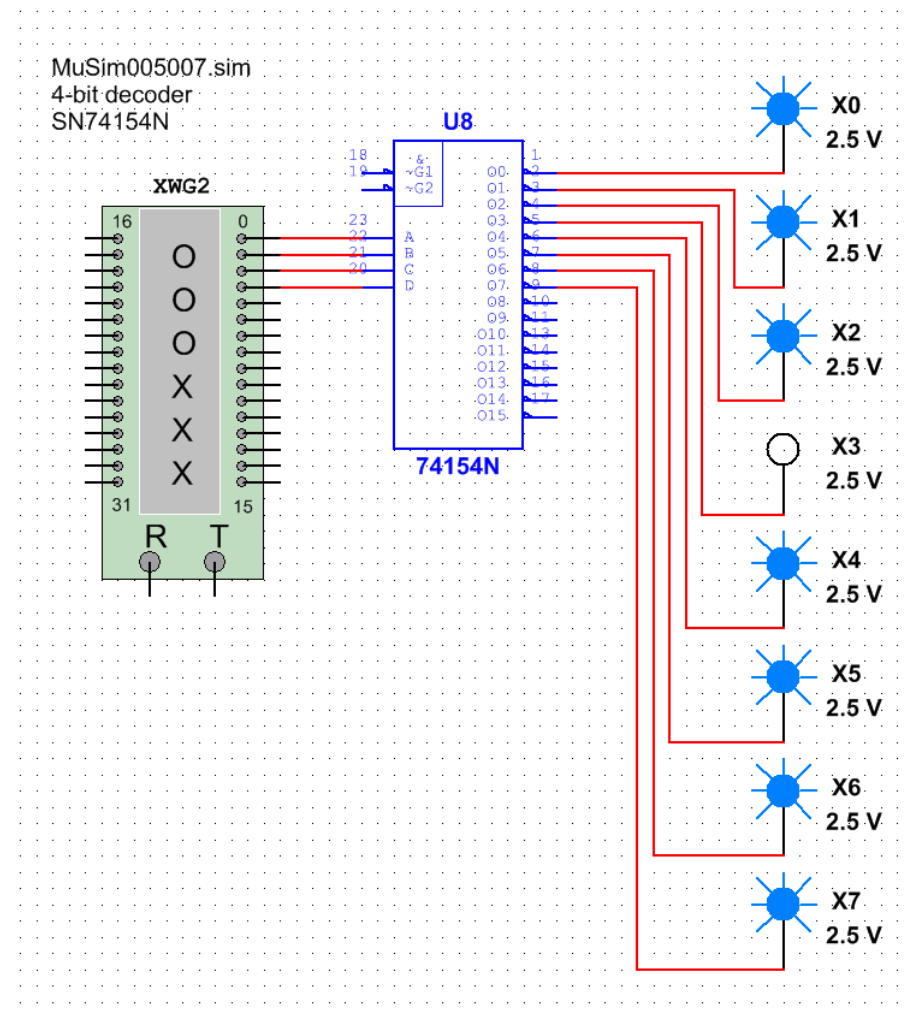 MuSim005007.sim
4-bit decoder
SN74154N
XWG2
16 0
O
O
O
X
X
X
31 15
R T
U8
18
19
23
22
21
20
&
~G1
~G2
A
B
C
D
O0
O1
O2
O3
O4
O5
O6
O7
O8
O9
O10
O11
O12
O13
O14
O15
1
2
3
4
5
6
7
8
9
10
11
13
14
15
16
17
74154N
X0
2.5 V
X1
2.5 V
X2
2.5 V
X3
2.5 V
X4
2.5 V
X5
2.5 V
X6
2.5 V
X7
2.5 V